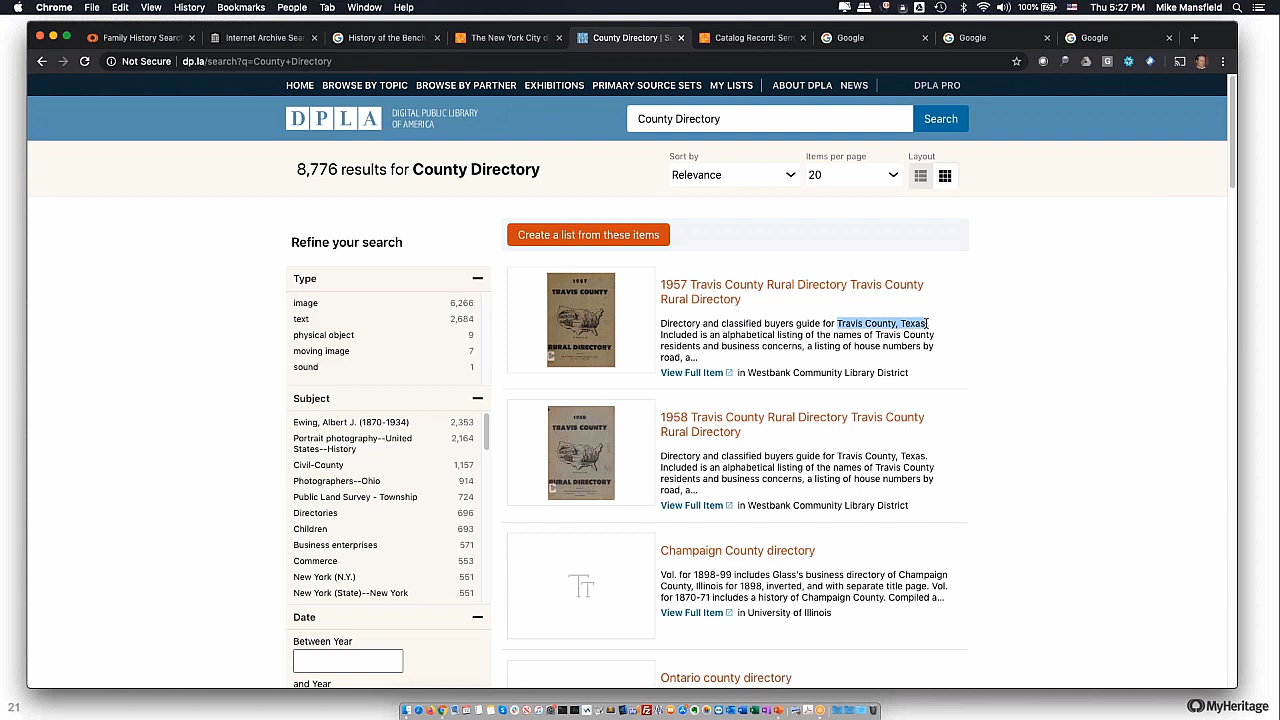 Chrome File Edit View History Bookmarks People Tab Window Help 100% Thu 5:27 PM Mike Mansfield
Family History Searc Internet Archive Sea History of the Bench The New York City d County Directory | S Catalog Record: Ser Google Google Google
Not Secure | dp.la/search?q=County+Directory
HOME BROWSE BY TOPIC BROWSE BY PARTNER EXHIBITIONS PRIMARY SOURCE SETS MY LISTS ABOUT DPLA NEWS DPLA PRO
DPLA DIGITAL PUBLIC LIBRARY
OF AMERICA
County Directory Search
8,776 results for County Directory
Sort by Items per page Layout
Relevance 20
Refine your search
Create a list from these items
Type
image 6,266
text 2,684
physical object 9
moving image 7
sound 1
Subject
Ewing, Albert J. (1870-1934) 2,353
Portrait photography--United 2,164
States--History
Civil-County 1,157
Photographers--Ohio 914
Public Land Survey - Township 724
Directories 696
Children 693
Business enterprises 571
Commerce 553
New York (N.Y.) 551
New York (State)--New York 551
Date
Between Year
and Year
1957
TRAVIS COUNTY
RURAL DIRECTORY
1957 Travis County Rural Directory Travis County
Rural Directory
Directory and classified buyers guide for Travis County, Texas.
Included is an alphabetical listing of the names of Travis County
residents and business concerns, a listing of house numbers by
road, a...
View Full Item in Westbank Community Library District
1958
TRAVIS COUNTY
RURAL DIRECTORY
1958 Travis County Rural Directory Travis County
Rural Directory
Directory and classified buyers guide for Travis County, Texas.
Included is an alphabetical listing of the names of Travis County
residents and business concerns, a listing of house numbers by
road, a...
View Full Item in Westbank Community Library District
Champaign County directory
Vol. for 1898-99 includes Glass's business directory of Champaign
County, Illinois for 1898, inverted, and with separate title page. Vol.
for 1870-71 includes a history of Champaign County. Compiled a...
View Full Item in University of Illinois
Ontario county directory
21
MyHeritage